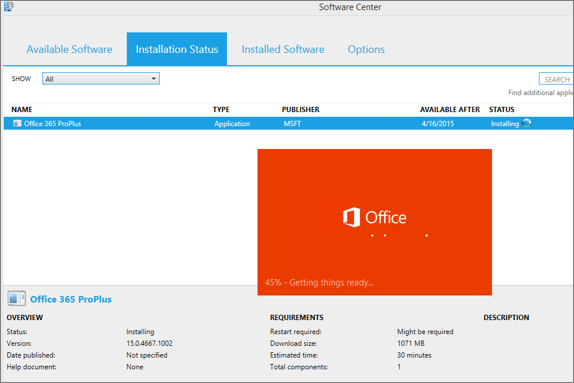 Software Center
Available Software Installation Status Installed Software Options
SHOW All SEARCH
Find additional appli
NAME TYPE PUBLISHER AVAILABLE AFTER STATUS
Office 365 ProPlus Application MSFT 4/16/2015 Installing
Office
45% - Getting things ready...
Office 365 ProPlus
OVERVIEW REQUIREMENTS DESCRIPTION
Status: Installing Restart required: Might be required
Version: 15.0.4667.1002 Download size: 1071 MB
Date published: Not specified Estimated time: 30 minutes
Help document: None Total components: 1